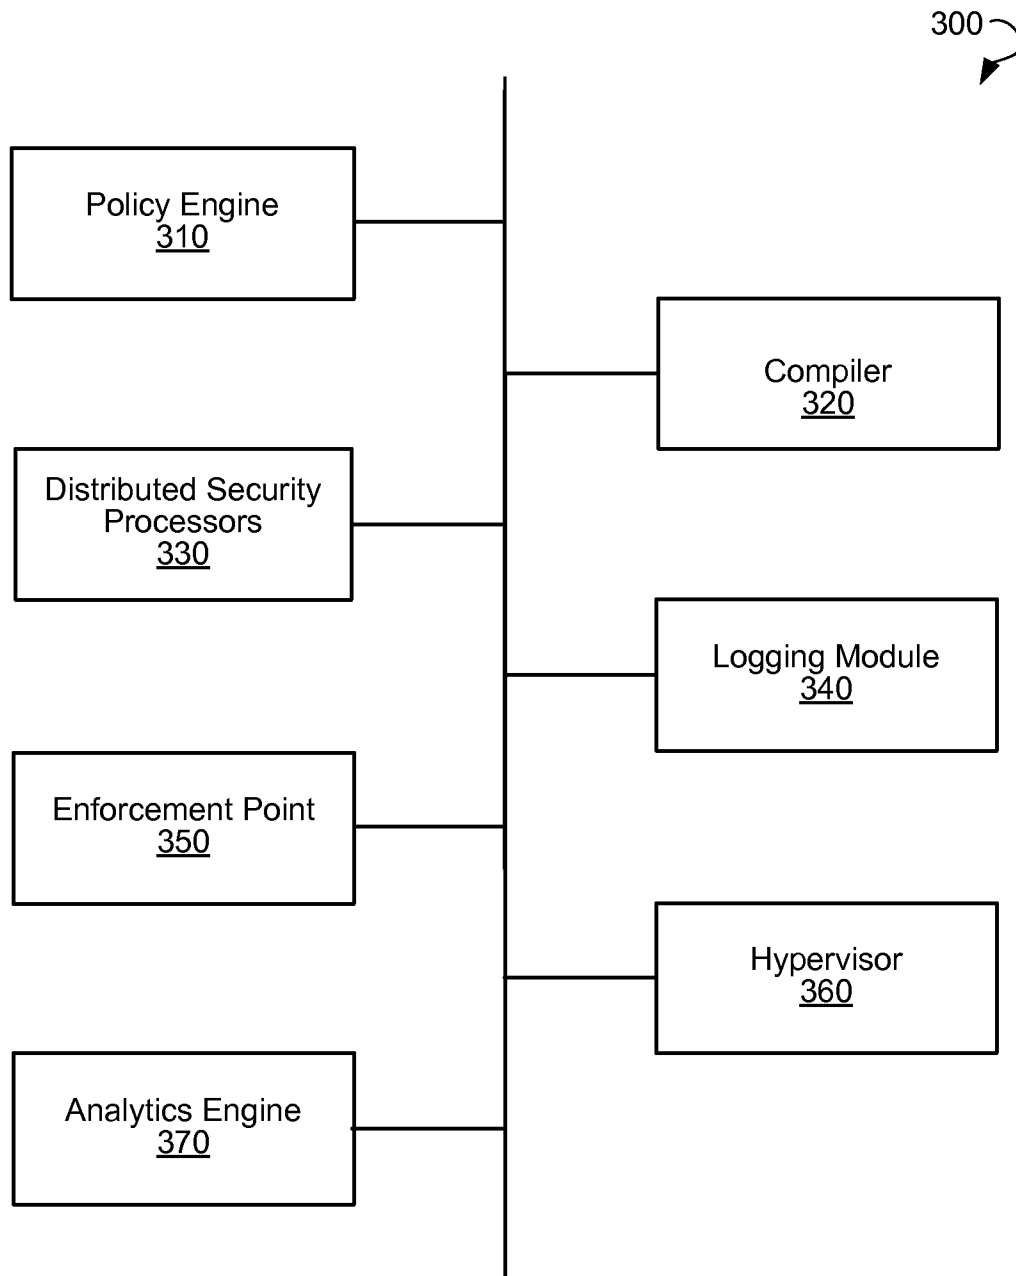 300
Policy Engine
310
Compiler
320
Distributed Security
Processors
330
Logging Module
340
Enforcement Point
350
Hypervisor
360
Analytics Engine
370